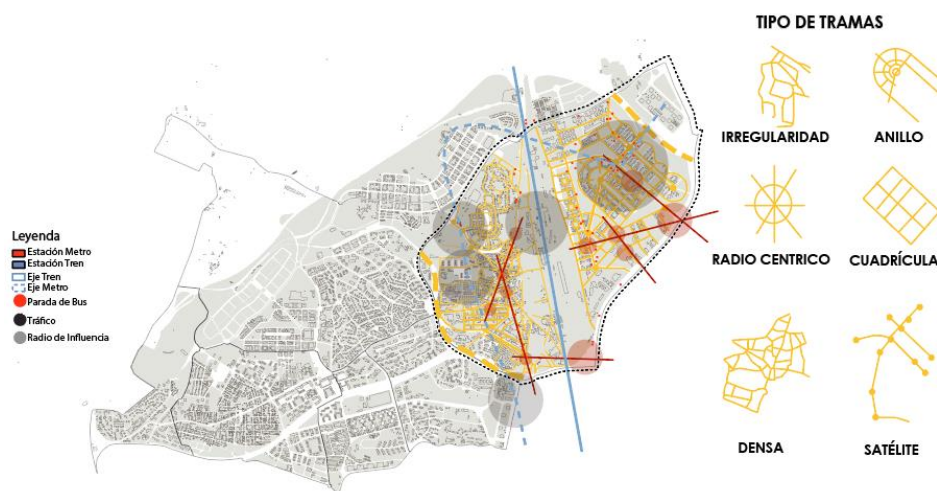 TIPO DE TRAMAS
IRREGULARIDAD
ANILLO
RADIO CENTRICO
CUADRÍCULA
DENSA
SATÉLITE
Leyenda
Estación Metro
Estación Tren
Eje Tren
Eje Metro
Parada de Bus
Tráfico
Radio de Influencia